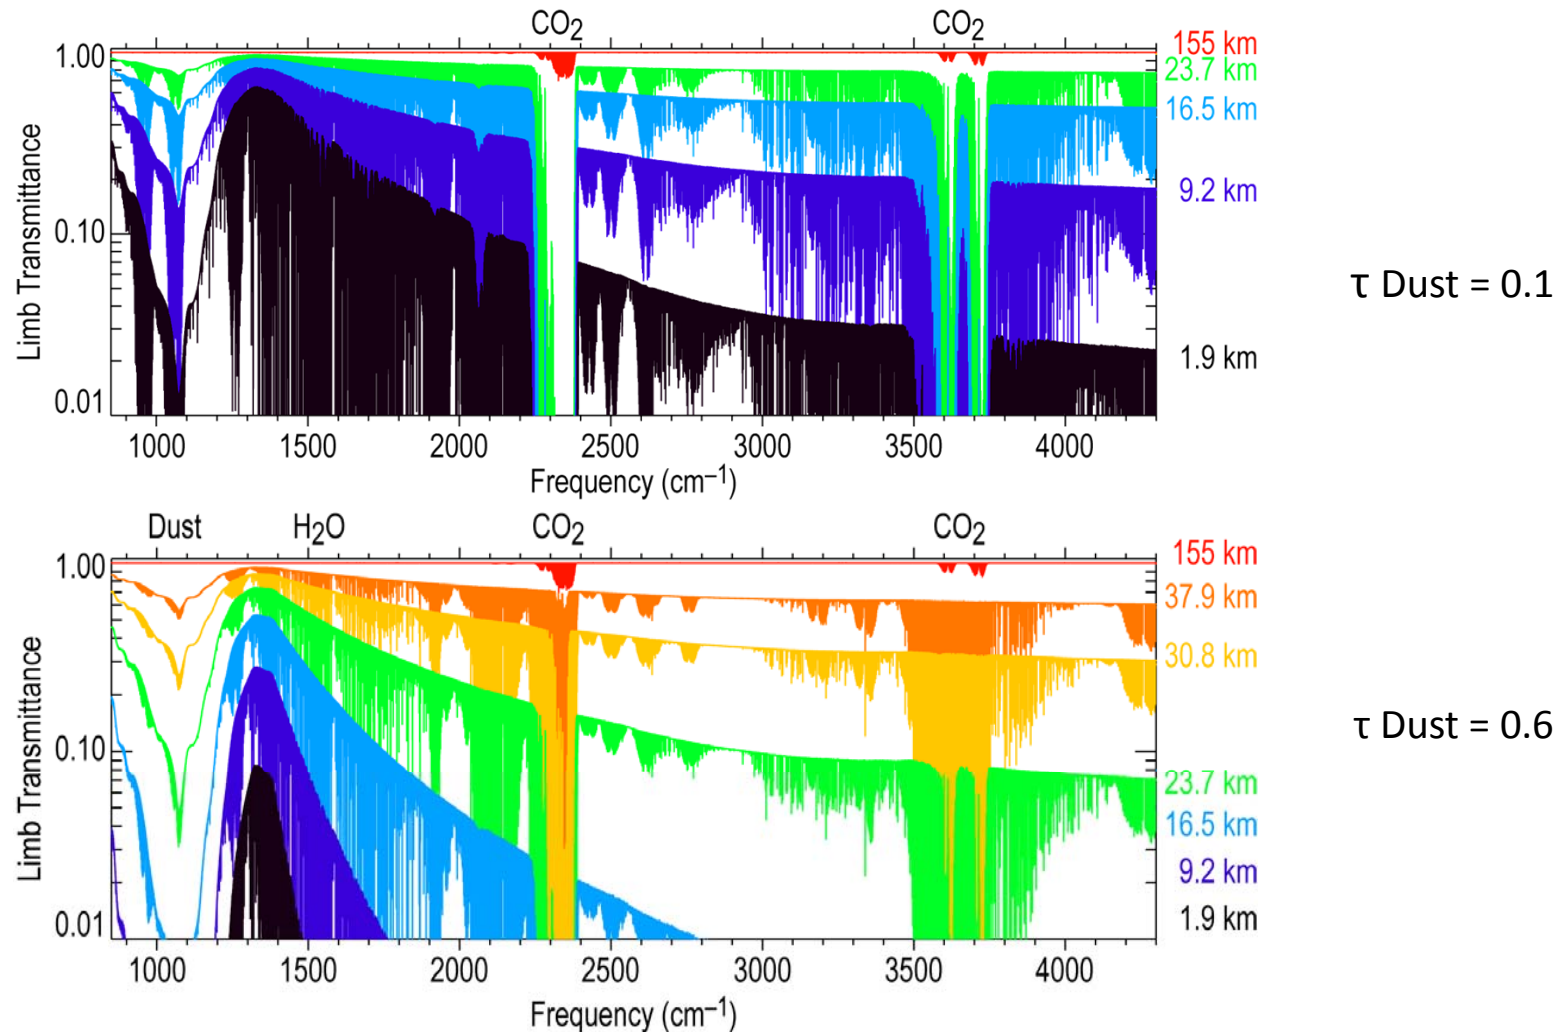 CO2 CO2
1.00
0.10
0.01
Limb Transmittance
155 km
23.7 km
16.5 km
9.2 km
1.9 km
τ Dust = 0.1
1000 1500 2000 2500 3000 3500 4000
Frequency (cm–1)
Dust H2O CO2 CO2
1.00
0.10
0.01
Limb Transmittance
155 km
37.9 km
30.8 km
23.7 km
16.5 km
9.2 km
1.9 km
τ Dust = 0.6
1000 1500 2000 2500 3000 3500 4000
Frequency (cm–1)